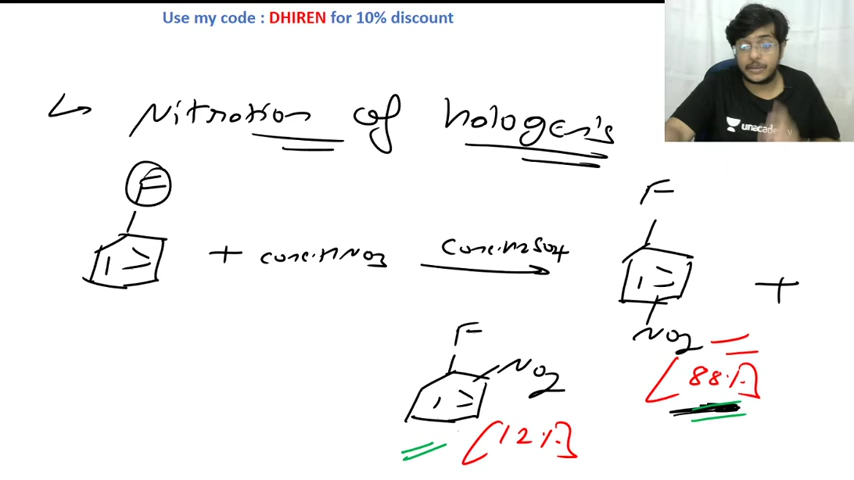 Use my code : DHIREN for 10% discount
Nitration of halogen's
unacademy
F
+ conc.HNO3
Conc.H2SO4
F
NO2
+
[88%]
F
NO2
[12%]